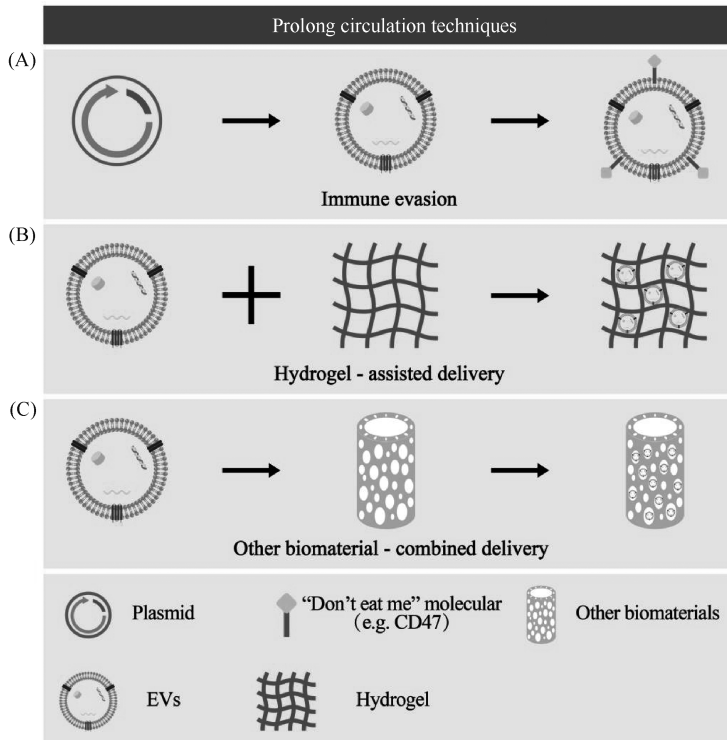 Prolong circulation techniques
(A)
Immune evasion
(B)
Hydrogel - assisted delivery
(C)
Other biomaterial - combined delivery
Plasmid
“Don’t eat me” molecular
(e.g. CD47)
Other biomaterials
EVs
Hydrogel